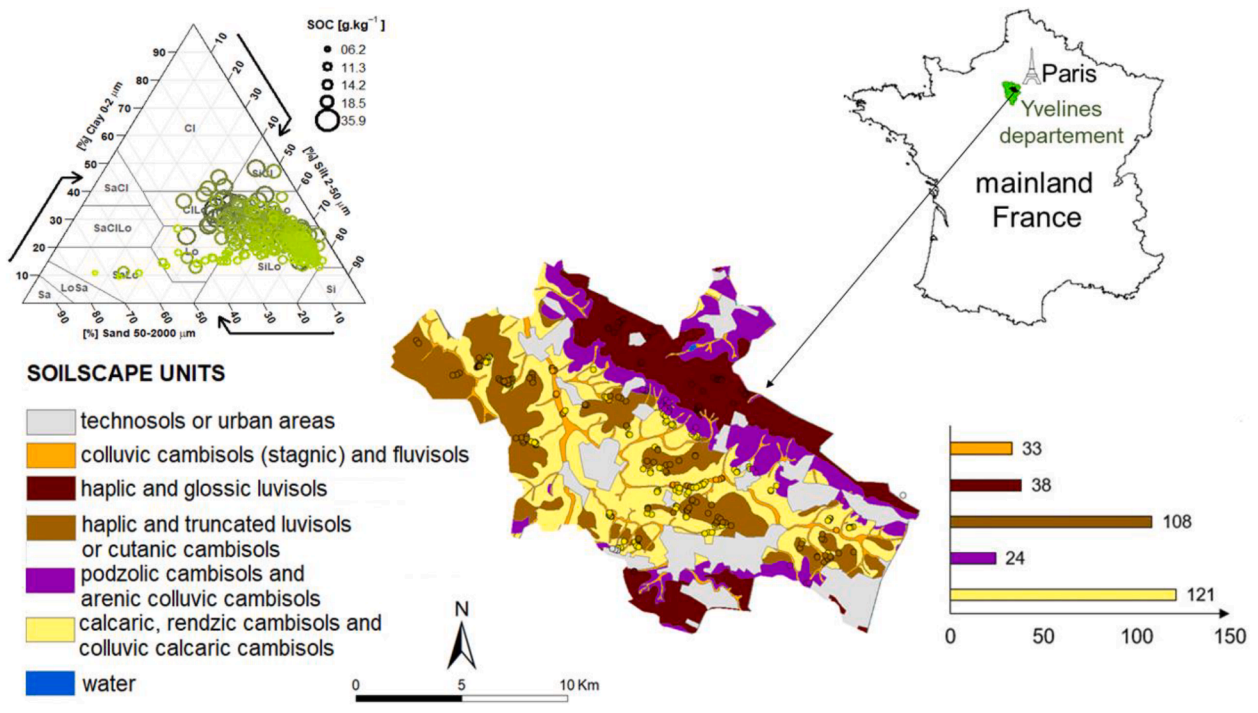 SOC [g.kg⁻¹]
06.2
11.3
14.2
18.5
35.9
90
80
70
60
50
40
30
20
10
[%] Clay 0-2 μm
10
20
30
40
50
60
70
80
90
[%] Silt 2-50 μm
Cl
SiCl
SaCl
ClLo
SaClLo
Lo
SiLo
SaLo
LoSa
Sa
Si
90
80
70
60
50
40
30
20
10
[%] Sand 50-2000 μm
Paris
Yvelines
departement
mainland
France
SOILSCAPE UNITS
technosols or urban areas
colluvic cambisols (stagnic) and fluvisols
haplic and glossic luvisols
haplic and truncated luvisols
or cutanic cambisols
podzolic cambisols and
arenic colluvic cambisols
calcaric, rendzic cambisols and
colluvic calcaric cambisols
water
N
0 5 10 Km
33
38
108
24
121
0 50 100 150